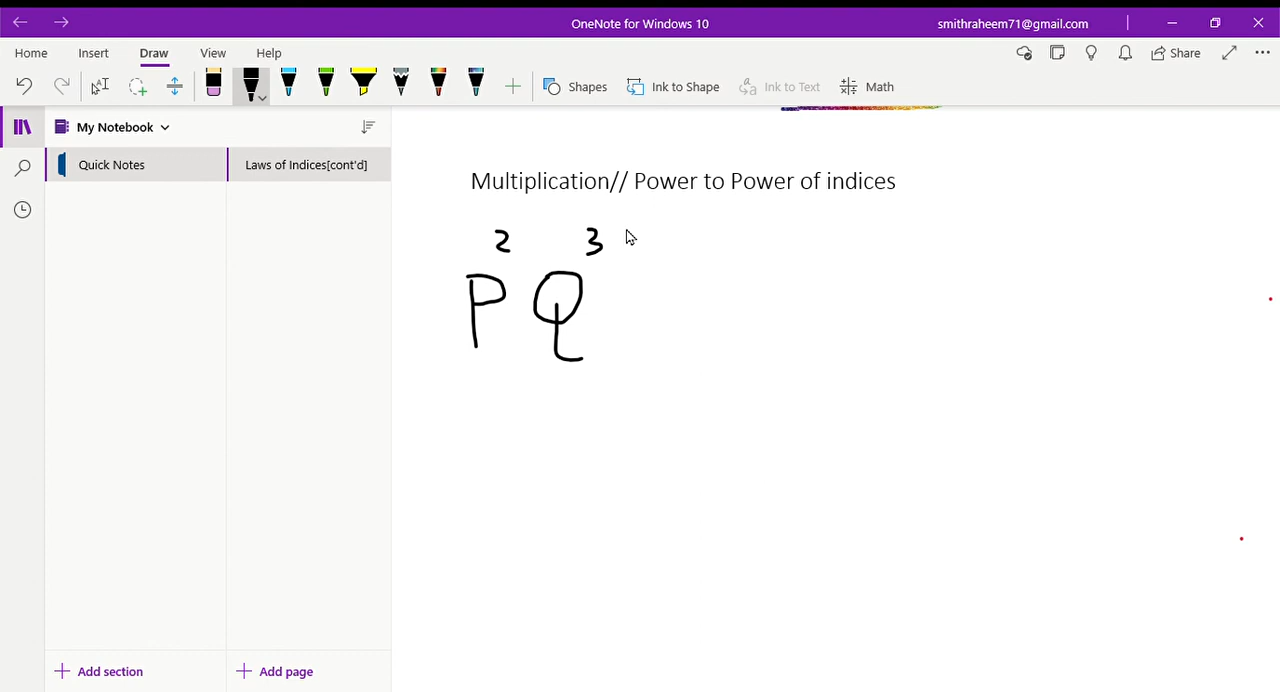 OneNote for Windows 10 smithraheem71@gmail.com
Home Insert Draw View Help Share
Shapes Ink to Shape Ink to Text Math
My Notebook
Quick Notes Laws of Indices[cont'd]
Multiplication// Power to Power of indices
2 3
P Q
Add section Add page